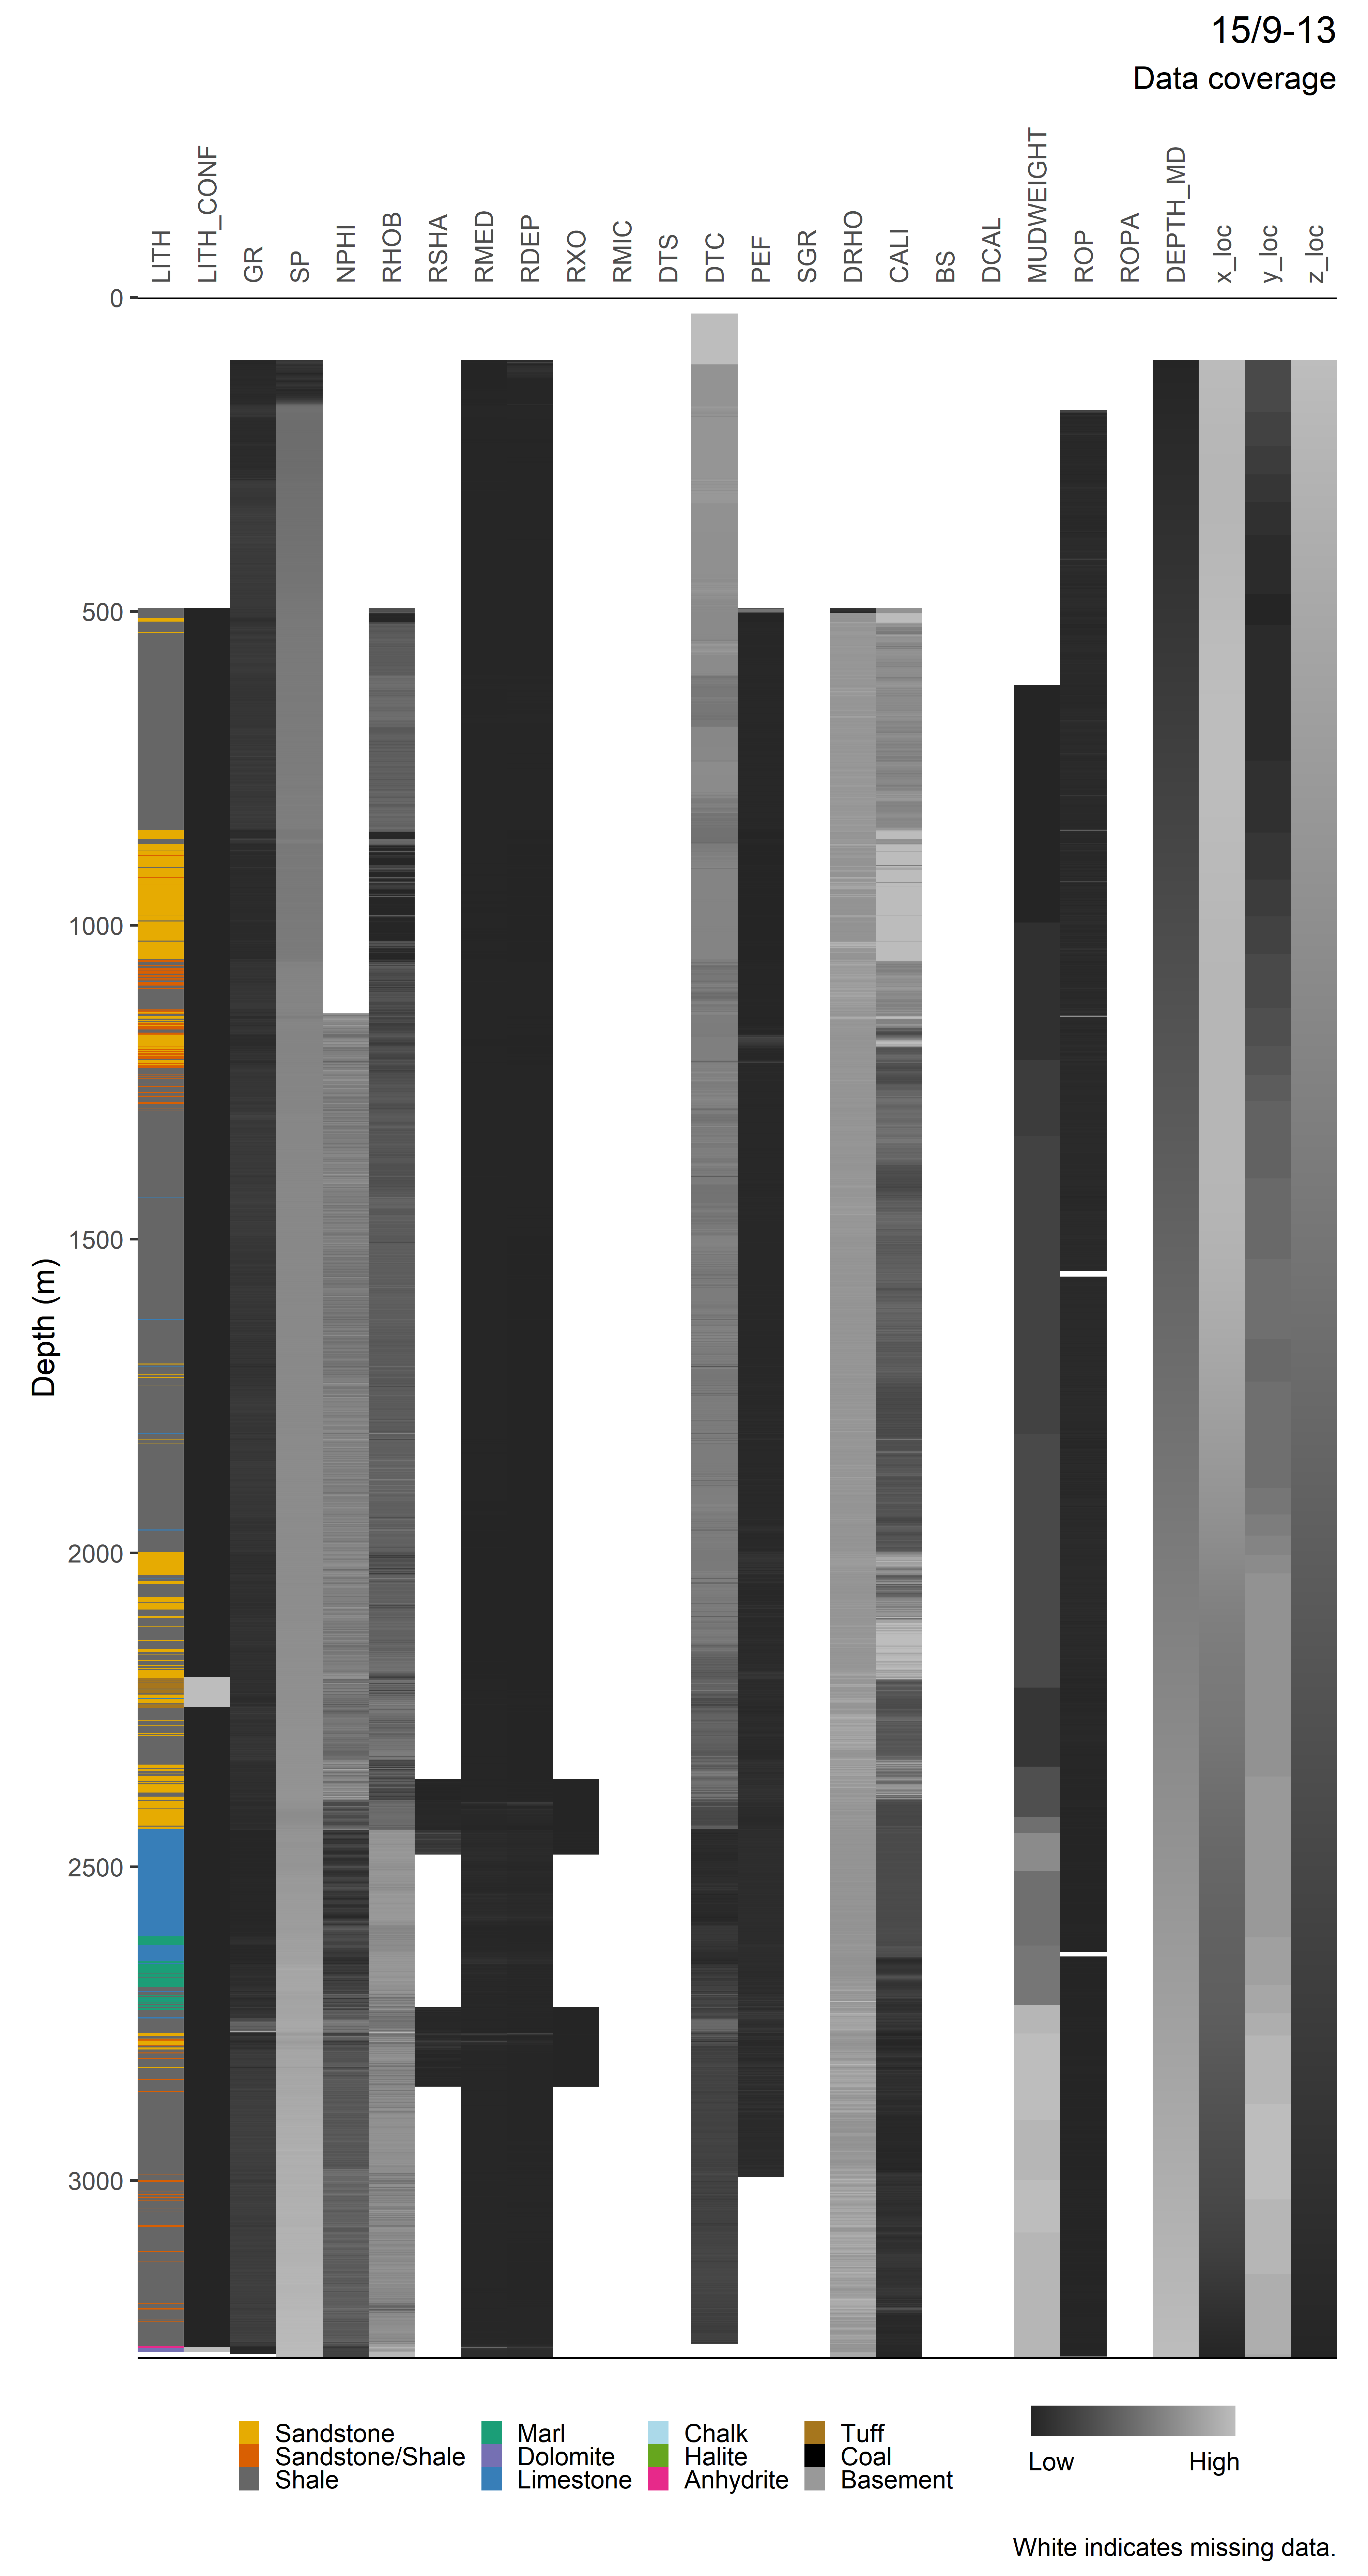 15/9-13
Data coverage
LITH
LITH_CONF
GR
SP
NPHI
RHOB
RSHA
RMED
RDEP
RXO
RMIC
DTS
DTC
PEF
SGR
DRHO
CALI
BS
DCAL
MUDWEIGHT
ROP
ROPA
DEPTH_MD
x_loc
y_loc
z_loc
0
500
1000
1500
2000
2500
3000
Depth (m)
Sandstone
Sandstone/Shale
Shale
Marl
Dolomite
Limestone
Chalk
Halite
Anhydrite
Tuff
Coal
Basement
Low High
White indicates missing data.